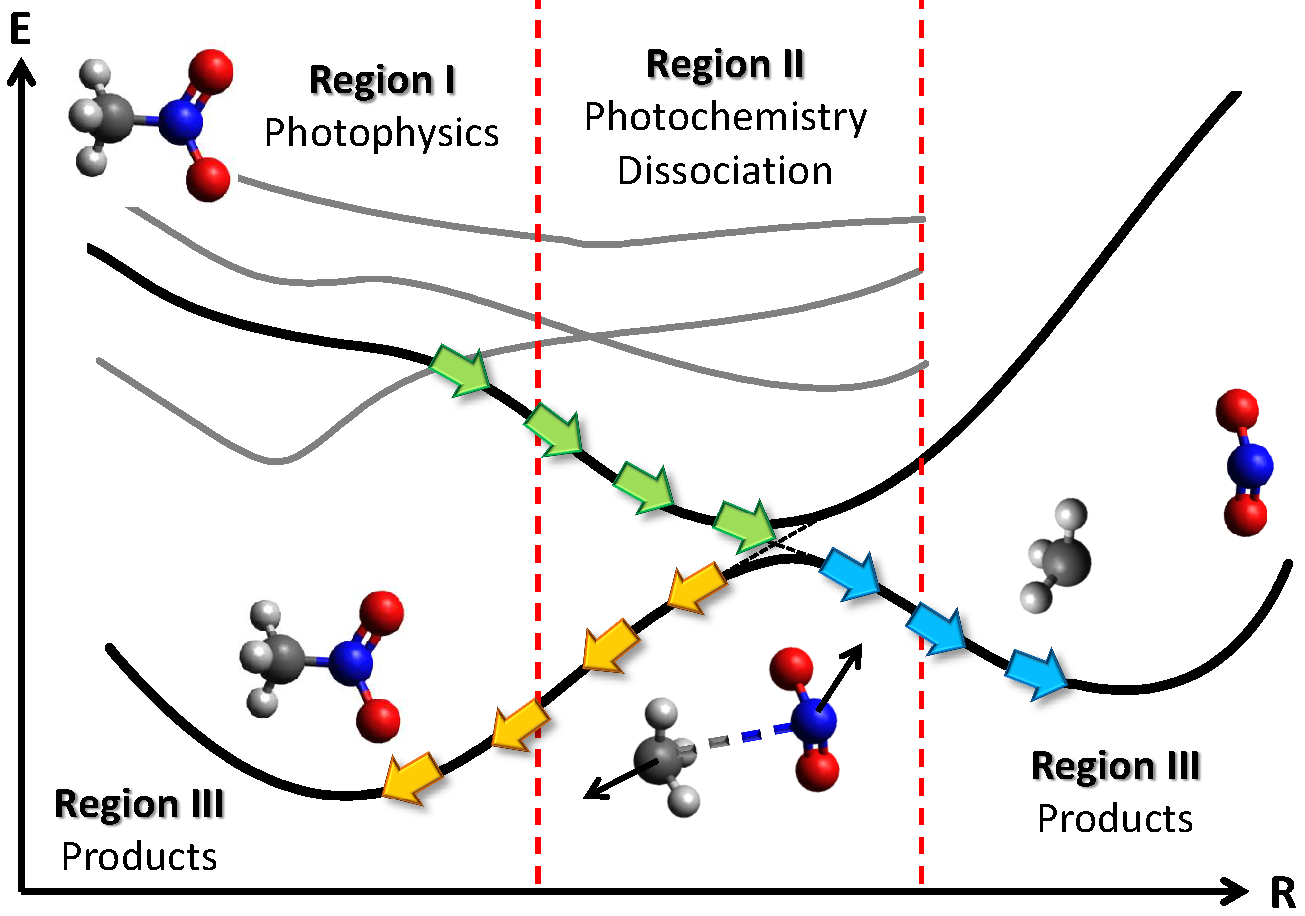 E
Region I
Photophysics
Region II
Photochemistry
Dissociation
Region III
Products
Region III
Products
R